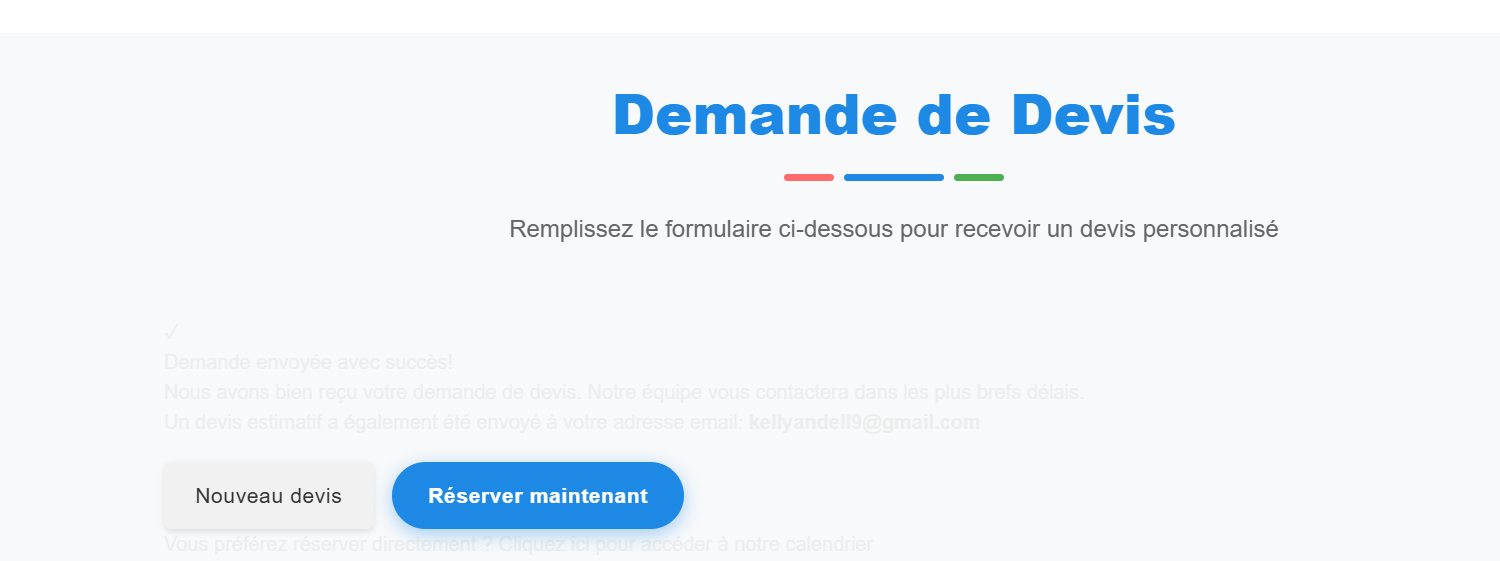 Demande de Devis
Remplissez le formulaire ci-dessous pour recevoir un devis personnalisé
✓
Demande envoyée avec succès!
Nous avons bien reçu votre demande de devis. Notre équipe vous contactera dans les plus brefs délais.
Un devis estimatif a également été envoyé à votre adresse email: kellyandell9@gmail.com
Nouveau devis
Réserver maintenant
Vous préférez réserver directement ? Cliquez ici pour accéder à notre calendrier